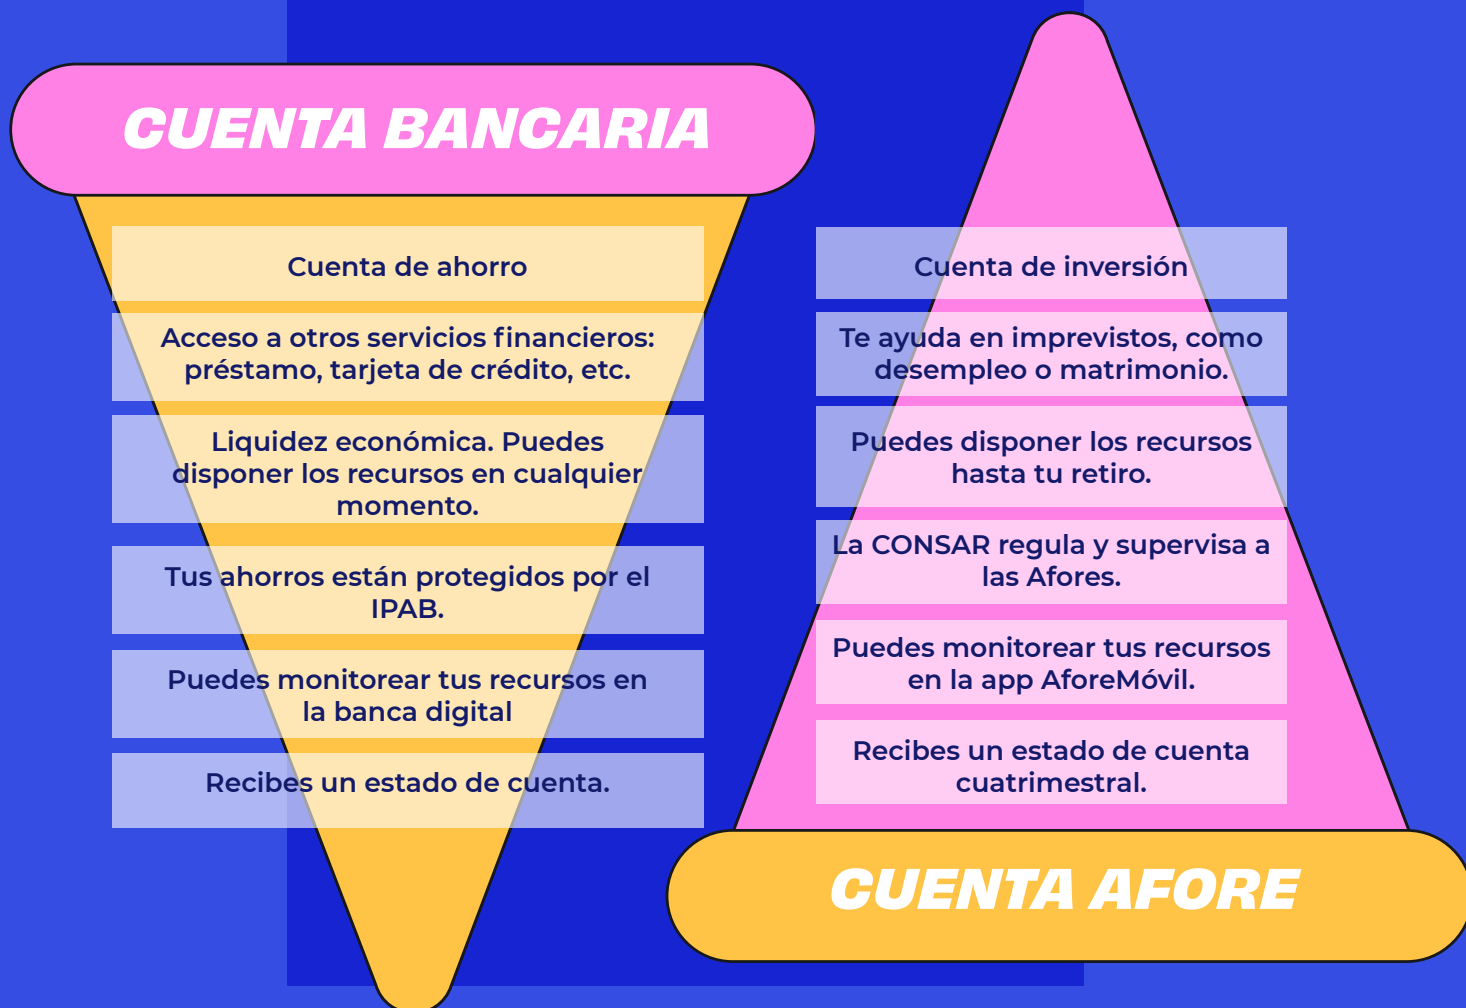 CUENTA BANCARIA
Cuenta de ahorro
Acceso a otros servicios financieros:
préstamo, tarjeta de crédito, etc.
Liquidez económica. Puedes
disponer los recursos en cualquier
momento.
Tus ahorros están protegidos por el
IPAB.
Puedes monitorear tus recursos en
la banca digital
Recibes un estado de cuenta.
Cuenta de inversión
Te ayuda en imprevistos, como
desempleo o matrimonio.
Puedes disponer los recursos
hasta tu retiro.
La CONSAR regula y supervisa a
las Afores.
Puedes monitorear tus recursos
en la app AforeMóvil.
Recibes un estado de cuenta
cuatrimestral.
CUENTA AFORE